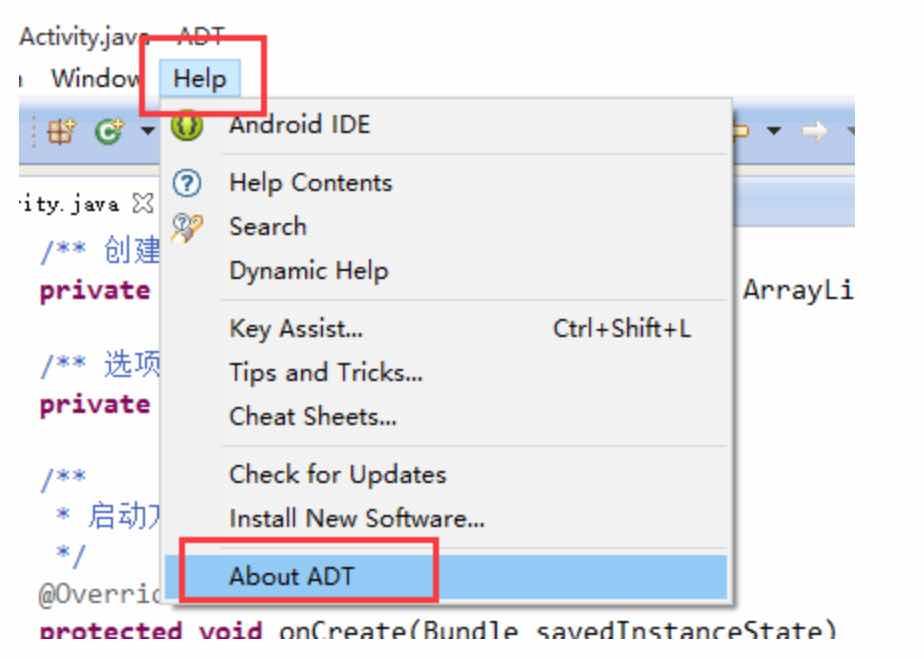 Activity.java - ADT
Window Help
Android IDE
Help Contents
ity.java
Search
/** 创建
Dynamic Help
private ArrayLi
Key Assist... Ctrl+Shift+L
/** 选项
Tips and Tricks...
private
Cheat Sheets...
/**
Check for Updates
* 启动
Install New Software...
*/
About ADT
@Overri
protected void onCreate(Bundle savedInstanceState)